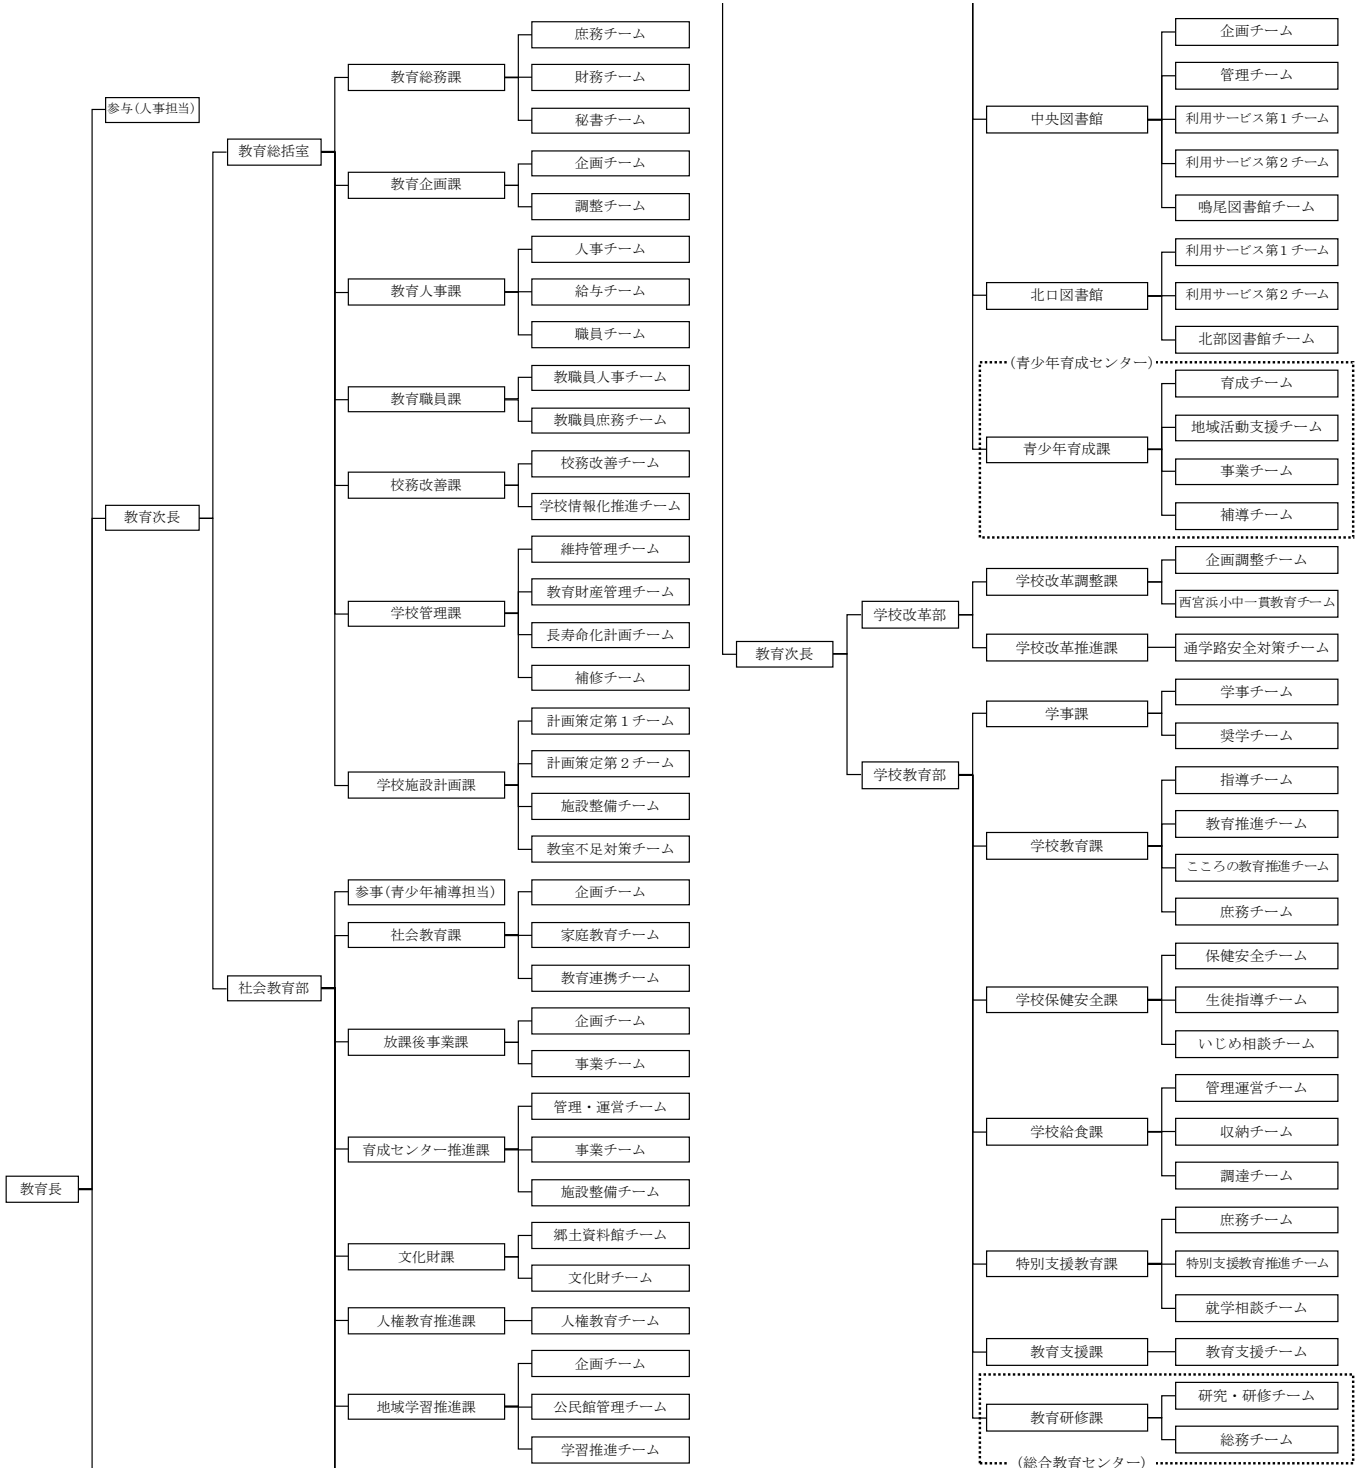 教育長
参与(人事担当)
教育次長
教育総括室
教育総務課
庶務チーム
財務チーム
秘書チーム
教育企画課
企画チーム
調整チーム
教育人事課
人事チーム
給与チーム
職員チーム
教育職員課
教職員人事チーム
教職員庶務チーム
校務改善課
校務改善チーム
学校情報化推進チーム
学校管理課
維持管理チーム
教育財産管理チーム
長寿命化計画チーム
補修チーム
学校施設計画課
計画策定第1チーム
計画策定第2チーム
施設整備チーム
教室不足対策チーム
社会教育部
参事(青少年補導担当)
社会教育課
企画チーム
家庭教育チーム
教育連携チーム
放課後事業課
企画チーム
事業チーム
育成センター推進課
管理・運営チーム
事業チーム
施設整備チーム
文化財課
郷土資料館チーム
文化財チーム
人権教育推進課
人権教育チーム
地域学習推進課
企画チーム
公民館管理チーム
学習推進チーム
中央図書館
企画チーム
管理チーム
利用サービス第1チーム
利用サービス第2チーム
鳴尾図書館チーム
北口図書館
利用サービス第1チーム
利用サービス第2チーム
北部図書館チーム
(青少年育成センター)
青少年育成課
育成チーム
地域活動支援チーム
事業チーム
補導チーム
教育次長
学校改革部
学校改革調整課
企画調整チーム
西宮浜小中一貫教育チーム
学校改革推進課
通学路安全対策チーム
学校教育部
学事課
学事チーム
奨学チーム
学校教育課
指導チーム
教育推進チーム
こころの教育推進チーム
庶務チーム
学校保健安全課
保健安全チーム
生徒指導チーム
いじめ相談チーム
学校給食課
管理運営チーム
収納チーム
調達チーム
特別支援教育課
庶務チーム
特別支援教育推進チーム
就学相談チーム
教育支援課
教育支援チーム
教育研修課
研究・研修チーム
総務チーム
(総合教育センター)